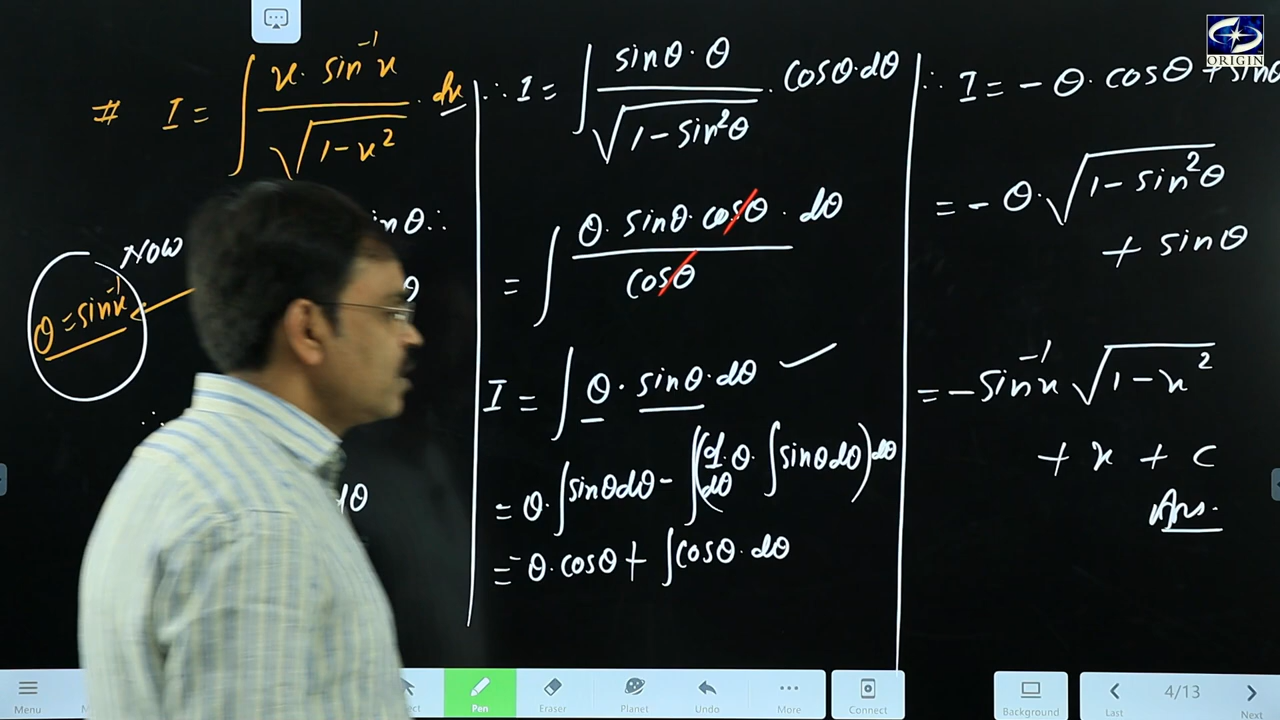 # I = ∫ x· sin⁻¹x / √1-x² · dx
sinθ ∴
Now
θ = sin⁻¹x
∴
dθ
∴ I = ∫ sinθ·θ / √1-sin²θ · cosθ·dθ
= ∫ θ· sinθ· cosθ / cosθ · dθ
I = ∫ θ· sinθ·dθ
= θ·∫sinθdθ - ∫(d/dθ·θ · ∫sinθdθ)dθ
= -θ·cosθ + ∫cosθ·dθ
∴ I = -θ·cosθ + sinθ
= -θ·√1-sin²θ
+ sinθ
= -sin⁻¹x √1-x²
+ x + c
Ans.
ORIGIN
Menu
Pen
Eraser
Planet
Undo
More
Connect
Background
Last
4/13
Next